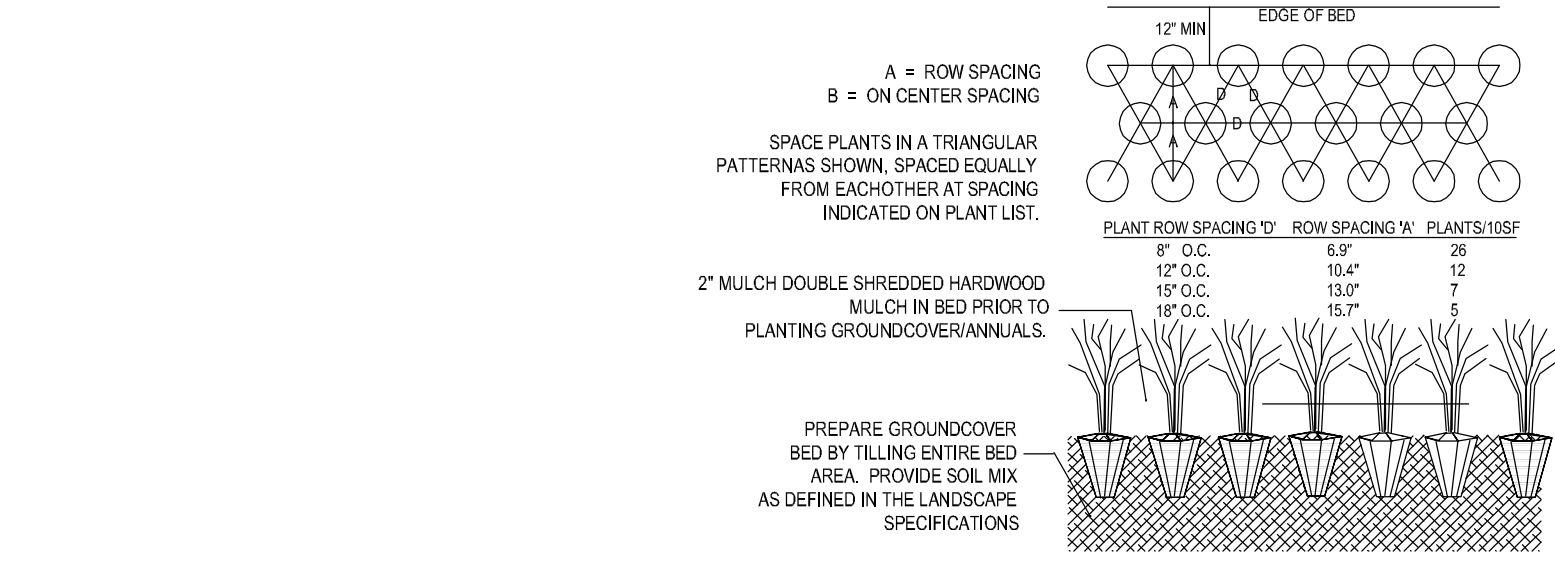 EDGE OF BED
12" MIN
A = ROW SPACING
B = ON CENTER SPACING
D D
A
D
A
SPACE PLANTS IN A TRIANGULAR
PATTERNAS SHOWN, SPACED EQUALLY
FROM EACHOTHER AT SPACING
INDICATED ON PLANT LIST.
PLANT ROW SPACING 'D' ROW SPACING 'A' PLANTS/10SF
8" O.C. 6.9" 26
12" O.C. 10.4" 12
15" O.C. 13.0" 7
18" O.C. 15.7" 5
2" MULCH DOUBLE SHREDDED HARDWOOD
MULCH IN BED PRIOR TO
PLANTING GROUNDCOVER/ANNUALS.
PREPARE GROUNDCOVER
BED BY TILLING ENTIRE BED
AREA. PROVIDE SOIL MIX
AS DEFINED IN THE LANDSCAPE
SPECIFICATIONS